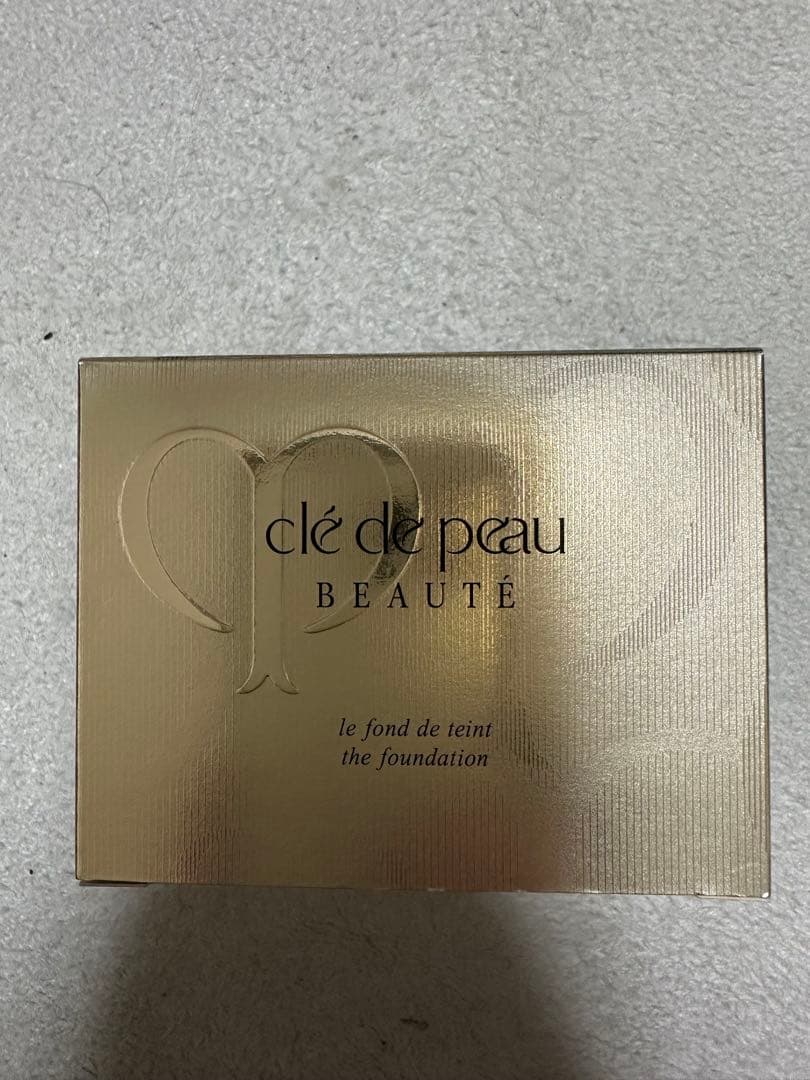 clé de peau
BEAUTÉ
le fond de teint
the foundation